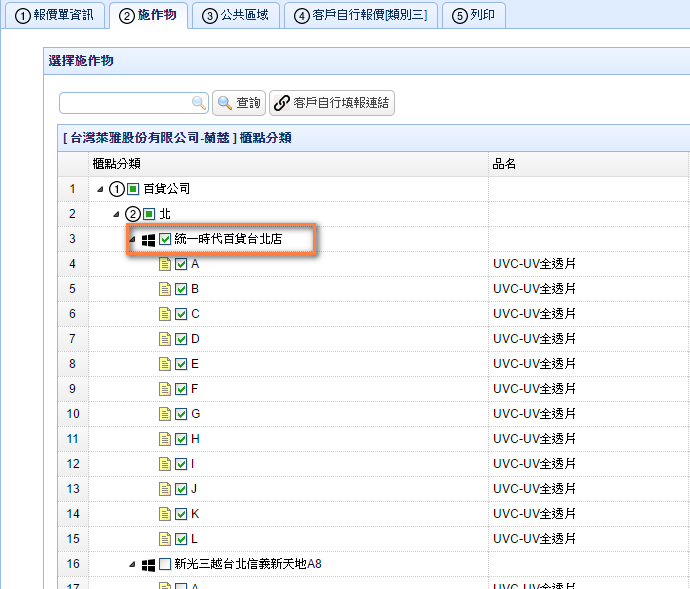 ① 報價單資訊 ② 施作物 ③ 公共區域 ④ 客戶自行報價[類別三] ⑤ 列印
選擇施作物
查詢 客戶自行填報連結
[ 台灣萊雅股份有限公司-蘭蔻 ] 櫃點分類
櫃點分類 品名
1 ① 百貨公司
2 ② 北
3 統一時代百貨台北店
4 A UVC-UV全透片
5 B UVC-UV全透片
6 C UVC-UV全透片
7 D UVC-UV全透片
8 E UVC-UV全透片
9 F UVC-UV全透片
10 G UVC-UV全透片
11 H UVC-UV全透片
12 I UVC-UV全透片
13 J UVC-UV全透片
14 K UVC-UV全透片
15 L UVC-UV全透片
16 新光三越台北信義新天地A8
17 A UVC-UV全透片